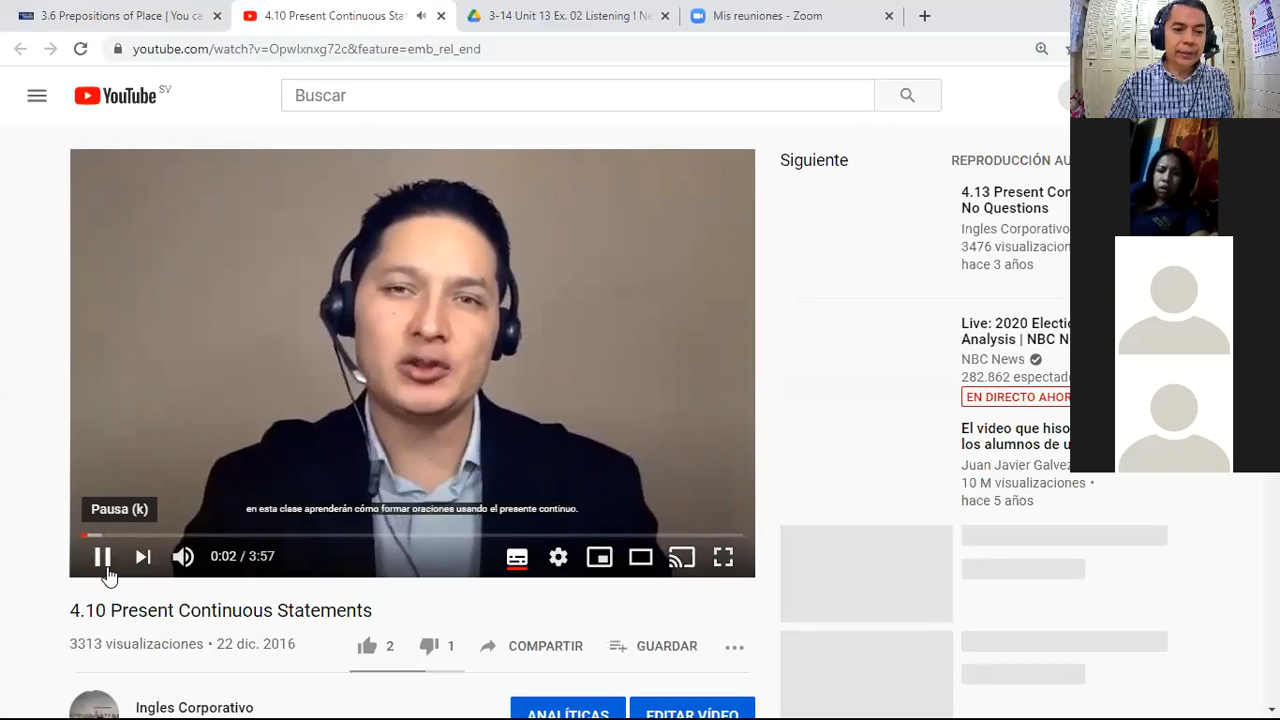 3.6 Prepositions of Place | You ca
4.10 Present Continuous Stat
3-14 Unit 13 Ex. 02 Listening
Mis reuniones - Zoom
youtube.com/watch?v=Opwlxnxg72c&feature=emb_rel_end
YouTube SV
Buscar
Siguiente
REPRODUCCIÓN AU
4.13 Present Con
No Questions
Ingles Corporativo
3476 visualizacion
hace 3 años
Live: 2020 Electio
Analysis | NBC N
NBC News
282.862 espectad
EN DIRECTO AHOR
El video que hiso
los alumnos de u
Juan Javier Galvez
10 M visualizaciones •
hace 5 años
Pausa (k)
en esta clase aprenderán cómo formar oraciones usando el presente continuo.
0:02 / 3:57
4.10 Present Continuous Statements
3313 visualizaciones • 22 dic. 2016
2
1
COMPARTIR
GUARDAR
Ingles Corporativo
ANALÍTICAS
EDITAR VÍDEO